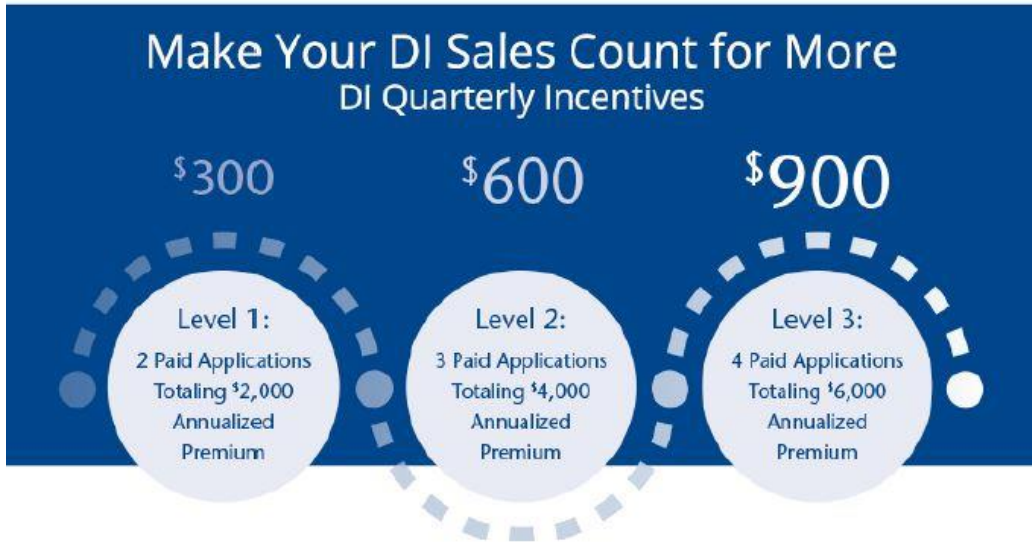 Make Your DI Sales Count for More
DI Quarterly Incentives
$300
$600
$900
Level 1:
2 Paid Applications
Totaling $2,000
Annualized
Premium
Level 2:
3 Paid Applications
Totaling $4,000
Annualized
Premium
Level 3:
4 Paid Applications
Totaling $6,000
Annualized
Premium